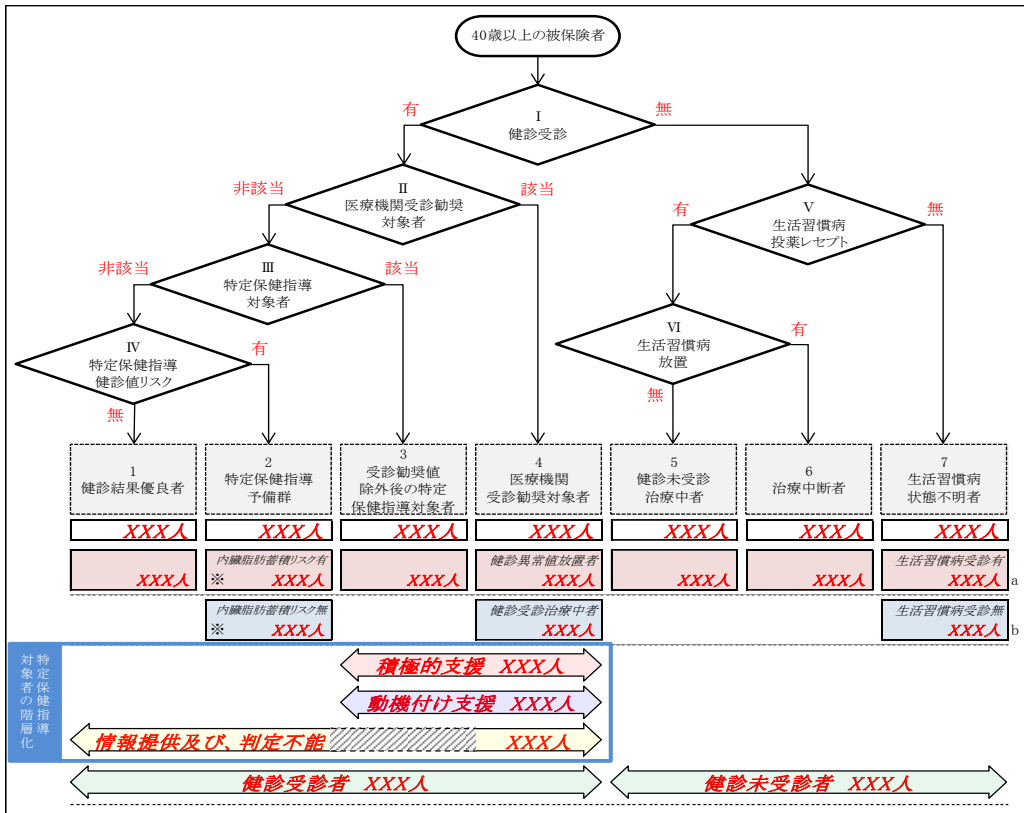 40歳以上の被保険者
有
Ⅰ
健診受診
無
非該当
Ⅱ
医療機関受診勧奨
対象者
該当
有
Ⅴ
生活習慣病
投薬レセプト
無
非該当
Ⅲ
特定保健指導
対象者
該当
Ⅳ
特定保健指導
健診値リスク
有
無
Ⅵ
生活習慣病
放置
有
無
1
健診結果優良者
2
特定保健指導
予備群
3
受診勧奨値
除外後の特定
保健指導対象者
4
医療機関
受診勧奨対象者
5
健診未受診
治療中者
6
治療中断者
7
生活習慣病
状態不明者
XXX人
XXX人
XXX人
XXX人
XXX人
XXX人
XXX人
XXX人
内臓脂肪蓄積リスク有
※ XXX人
XXX人
健診異常値放置者
XXX人
XXX人
XXX人
生活習慣病受診有
XXX人
a
内臓脂肪蓄積リスク無
※ XXX人
健診受診治療中者
XXX人
生活習慣病受診無
XXX人
b
特定保健指導
対象者の階層化
積極的支援 XXX人
動機付け支援 XXX人
情報提供及び、判定不能 XXX人
健診受診者 XXX人
健診未受診者 XXX人